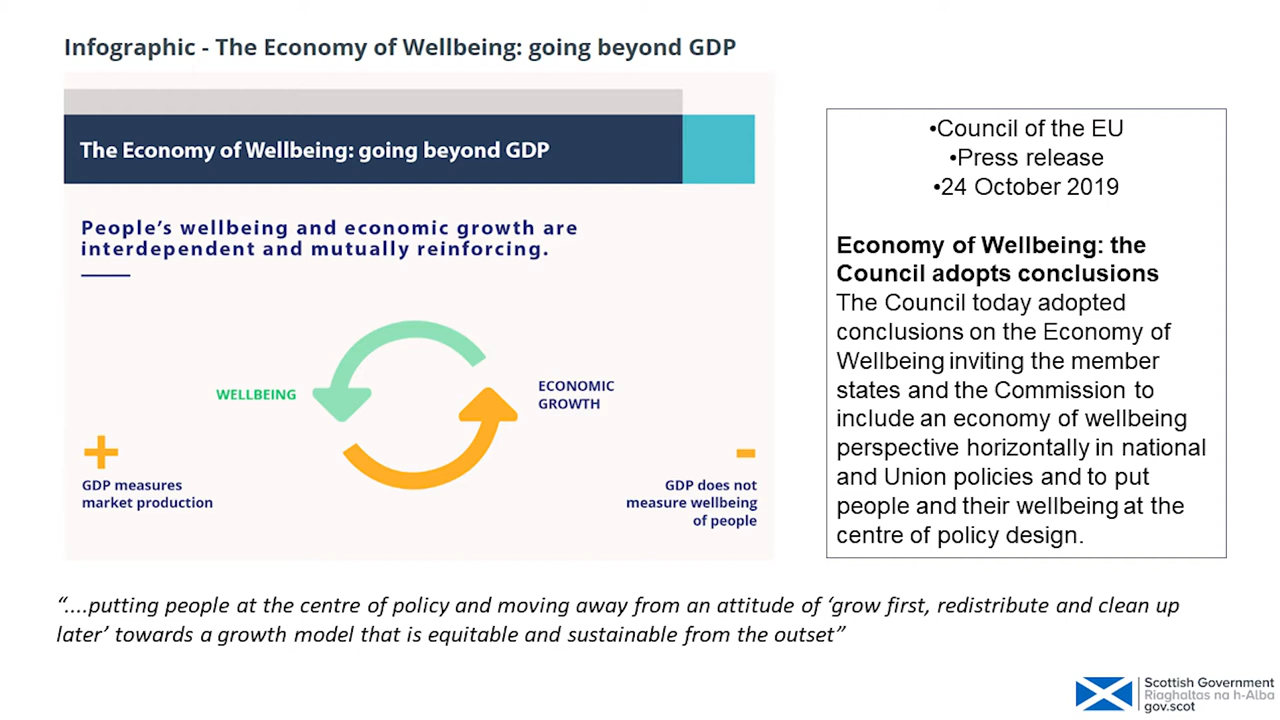 Infographic - The Economy of Wellbeing: going beyond GDP
The Economy of Wellbeing: going beyond GDP
People’s wellbeing and economic growth are
interdependent and mutually reinforcing.
WELLBEING
ECONOMIC
GROWTH
+
GDP measures
market production
-
GDP does not
measure wellbeing
of people
•Council of the EU
•Press release
•24 October 2019
Economy of Wellbeing: the
Council adopts conclusions
The Council today adopted
conclusions on the Economy of
Wellbeing inviting the member
states and the Commission to
include an economy of wellbeing
perspective horizontally in national
and Union policies and to put
people and their wellbeing at the
centre of policy design.
“....putting people at the centre of policy and moving away from an attitude of ‘grow first, redistribute and clean up
later’ towards a growth model that is equitable and sustainable from the outset”
Scottish Government
Riaghaltas na h-Alba
gov.scot